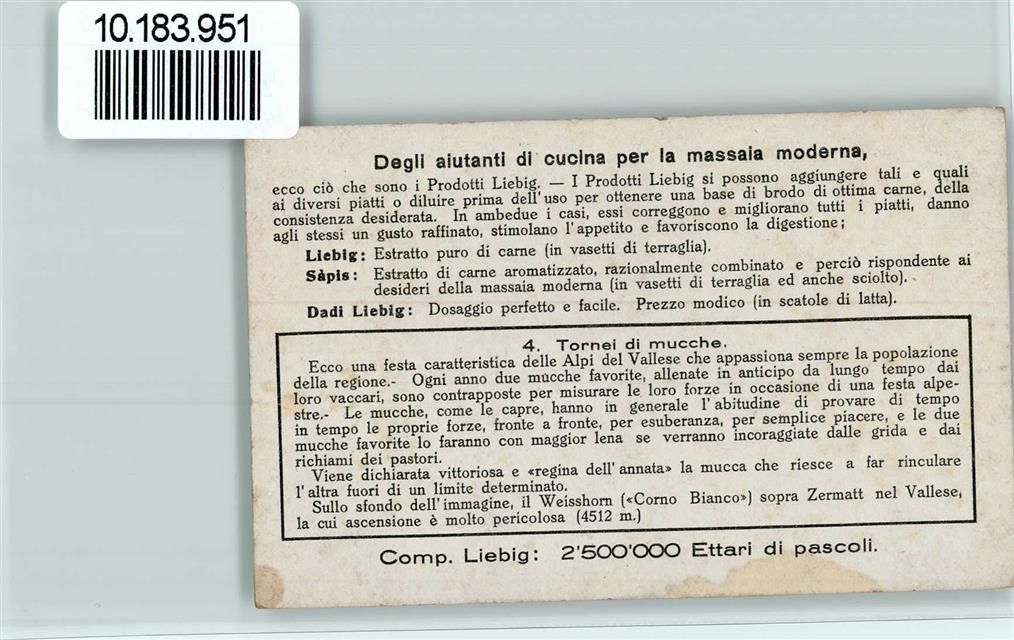 10.183.951
Degli aiutanti di cucina per la massaia moderna,
ecco ciò che sono i Prodotti Liebig. — I Prodotti Liebig si possono aggiungere tali e quali
ai diversi piatti o diluire prima dell'uso per ottenere una base di brodo di ottima carne, della
consistenza desiderata. In ambedue i casi, essi correggono e migliorano tutti i piatti, danno
agli stessi un gusto raffinato, stimolano l'appetito e favoriscono la digestione;
Liebig: Estratto puro di carne (in vasetti di terraglia).
Sàpis: Estratto di carne aromatizzato, razionalmente combinato e perciò rispondente ai
desideri della massaia moderna (in vasetti di terraglia ed anche sciolto).
Dadi Liebig: Dosaggio perfetto e facile. Prezzo modico (in scatole di latta).
4. Tornei di mucche.
Ecco una festa caratteristica delle Alpi del Vallese che appassiona sempre la popolazione
della regione.- Ogni anno due mucche favorite, allenate in anticipo da lungo tempo dai
loro vaccari, sono contrapposte per misurare le loro forze in occasione di una festa alpe-
stre.- Le mucche, come le capre, hanno in generale l'abitudine di provare di tempo
in tempo le proprie forze, fronte a fronte, per esuberanza, per semplice piacere, e le due
mucche favorite lo faranno con maggior lena se verranno incoraggiate dalle grida e dai
richiami dei pastori.
Viene dichiarata vittoriosa e «regina dell'annata» la mucca che riesce a far rinculare
l'altra fuori di un limite determinato.
Sullo sfondo dell'immagine, il Weisshorn («Corno Bianco») sopra Zermatt nel Vallese,
la cui ascensione è molto pericolosa (4512 m.)
Comp. Liebig: 2'500'000 Ettari di pascoli.